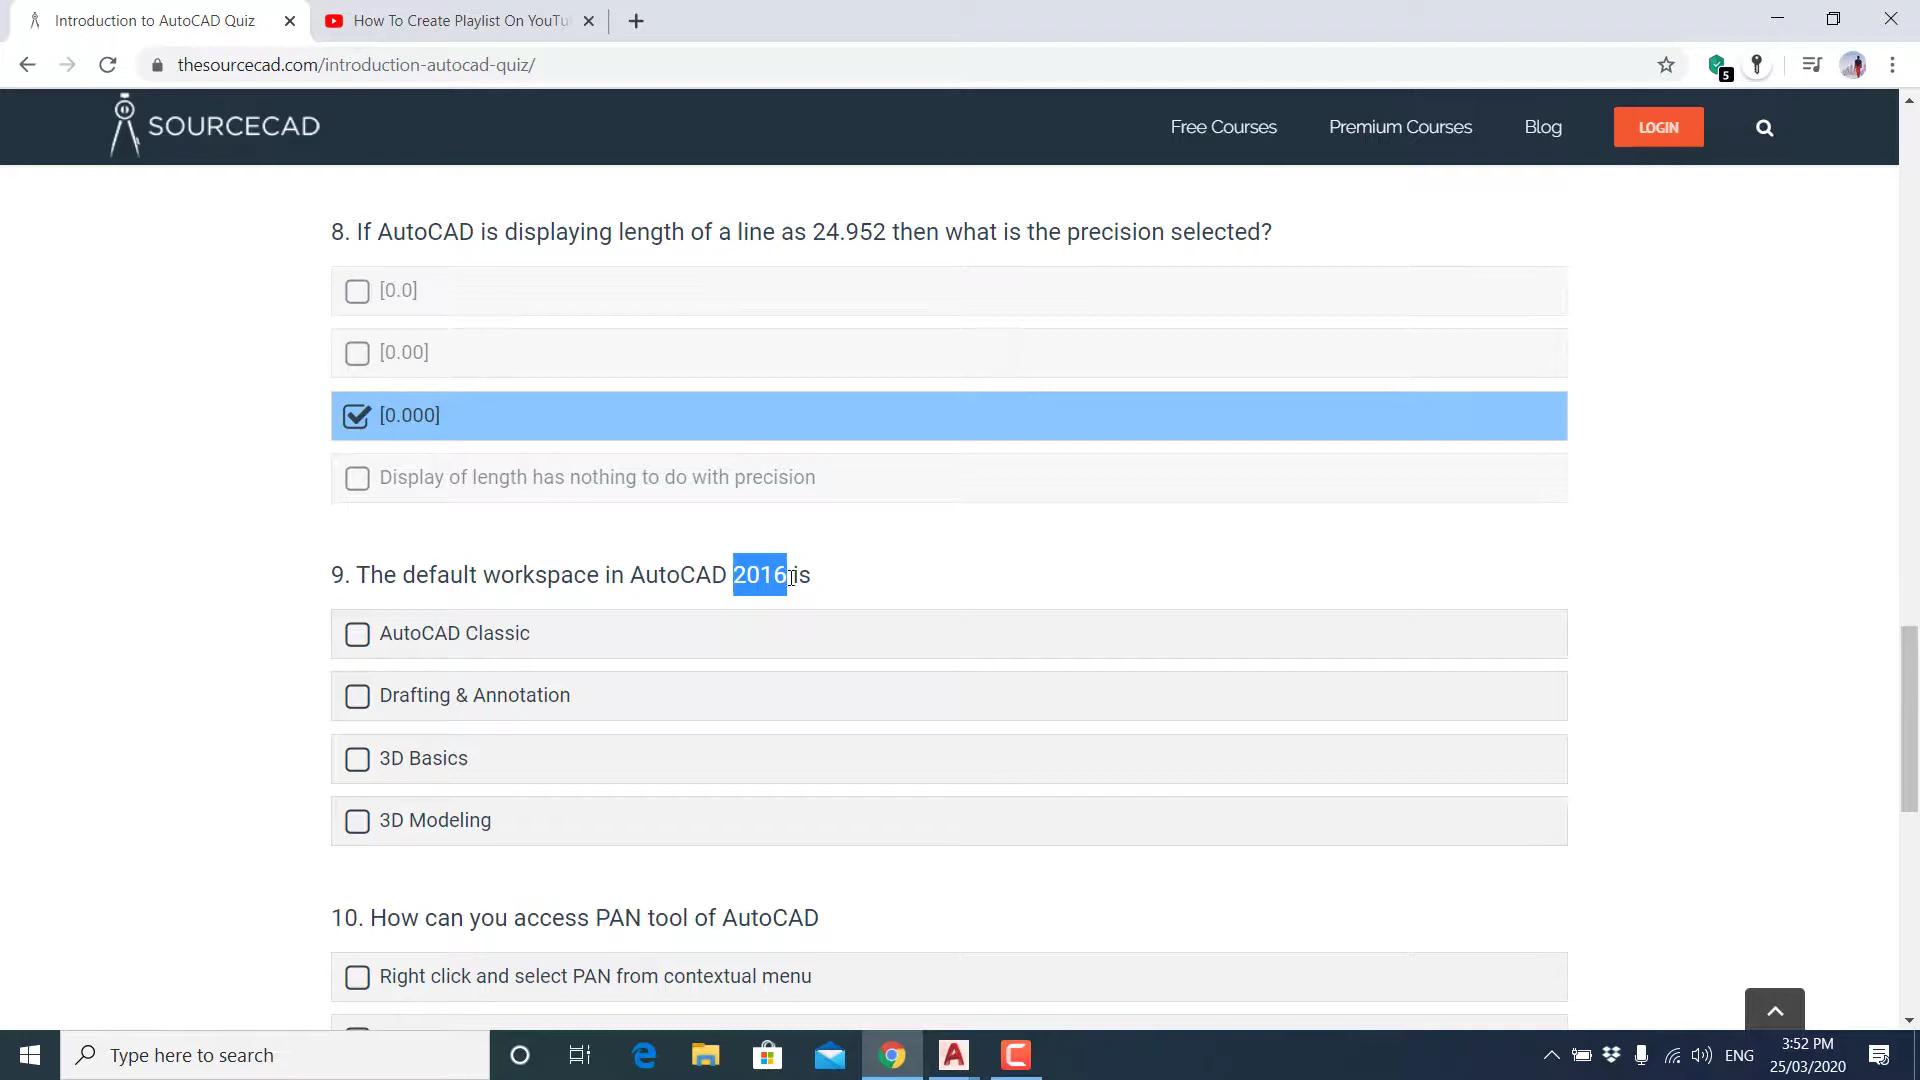 Introduction to AutoCAD Quiz
How To Create Playlist On YouTu
thesourcecad.com/introduction-autocad-quiz/
5
SOURCECAD
Free Courses
Premium Courses
Blog
LOGIN
8. If AutoCAD is displaying length of a line as 24.952 then what is the precision selected?
[0.0]
[0.00]
[0.000]
Display of length has nothing to do with precision
9. The default workspace in AutoCAD 2016 is
AutoCAD Classic
Drafting & Annotation
3D Basics
3D Modeling
10. How can you access PAN tool of AutoCAD
Right click and select PAN from contextual menu
Type here to search
ENG
3:52 PM
25/03/2020